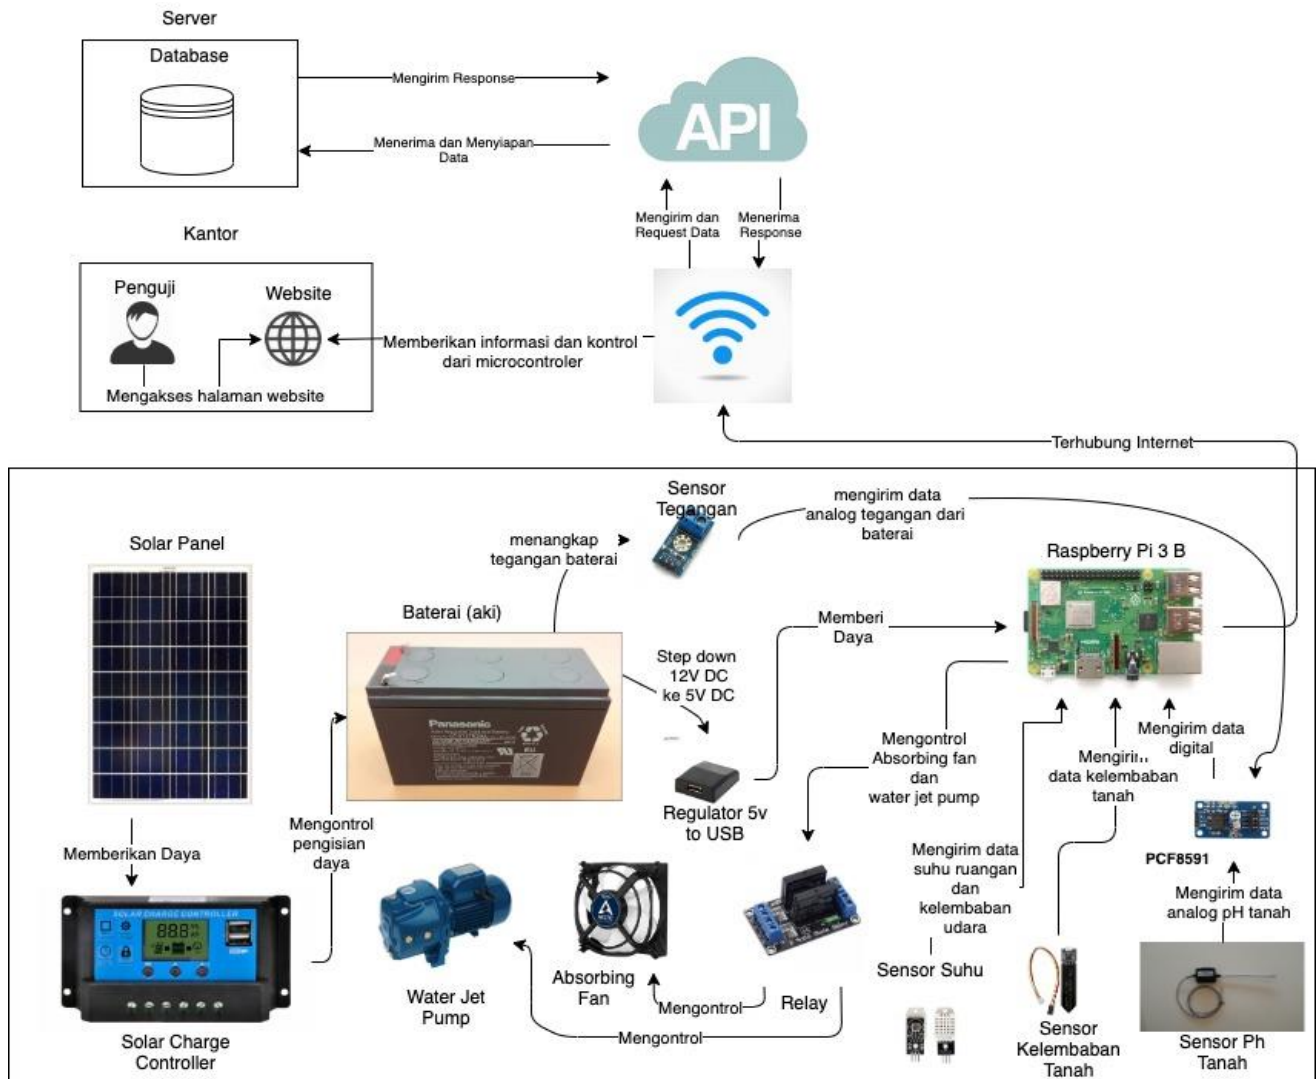 Server
Database
Mengirim Response
API
Menerima dan Menyiapan
Data
Mengirim dan
Request Data
Menerima
Response
Kantor
Penguji
Website
Memberikan informasi dan kontrol
dari microcontroler
Mengakses halaman website
Terhubung Internet
Sensor
Tegangan
mengirim data
analog tegangan dari
baterai
Solar Panel
menangkap
tegangan baterai
Raspberry Pi 3 B
Baterai (aki)
Memberi
Daya
Step down
12V DC
ke 5V DC
Panasonic
Mengontrol
Absorbing fan
dan
water jet pump
Mengirim data
digital
Mengirim
data kelembaban
tanah
Regulator 5v
to USB
Mengontrol
pengisian
daya
Memberikan Daya
Mengirim data
suhu ruangan
dan
kelembaban
udara
PCF8591
Mengirim data
analog pH tanah
SOLAR CHARGE CONTROLLER
Absorbing
Fan
Water Jet
Pump
Mengontrol
Relay
Mengontrol
Sensor Suhu
Sensor
Kelembaban
Tanah
Sensor Ph
Tanah
Solar Charge
Controller